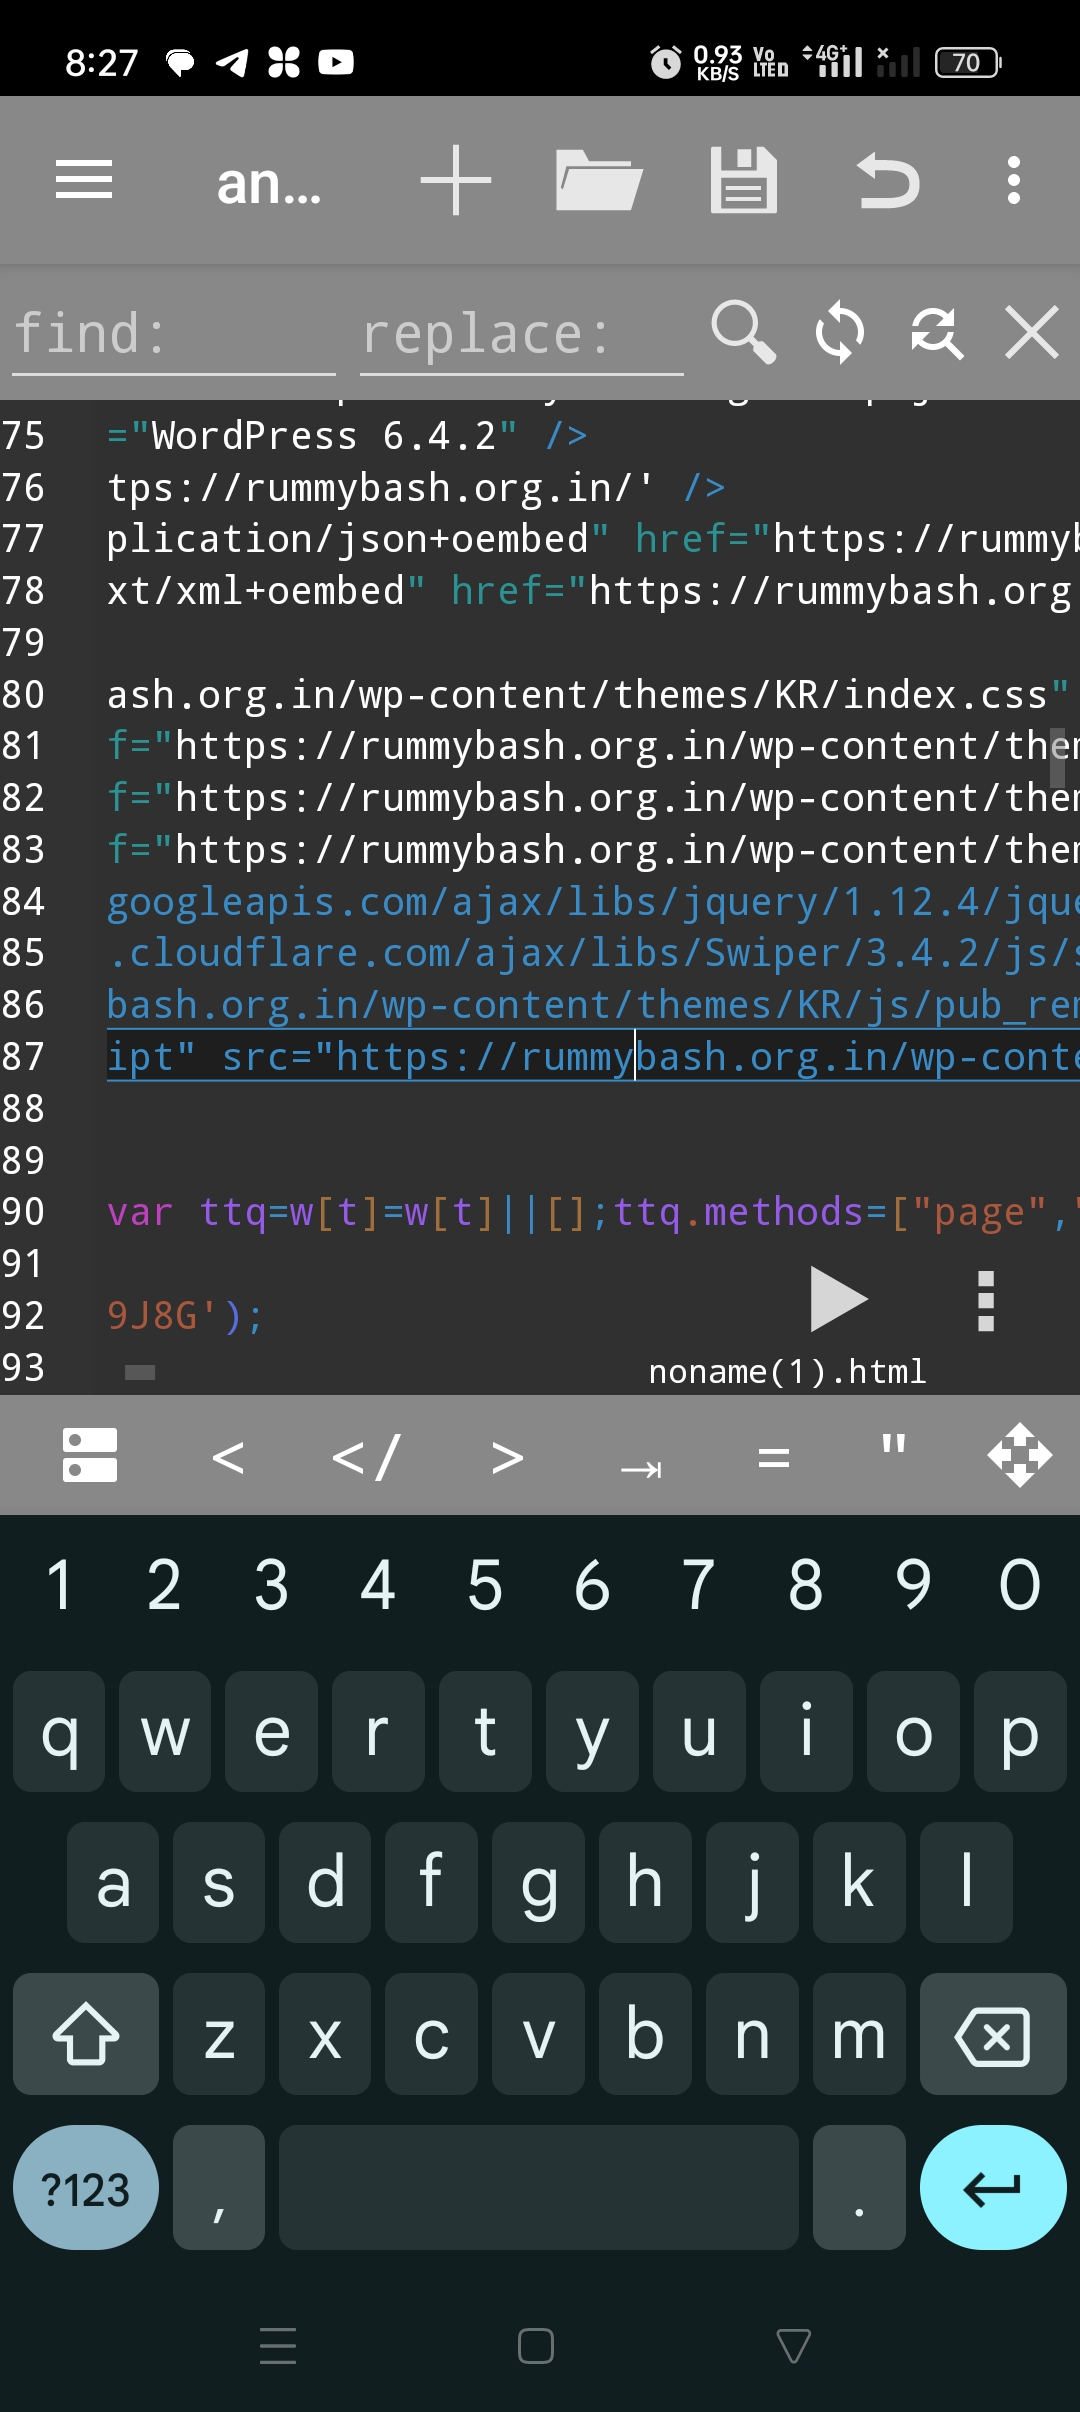 8:27 0.93 KB/S Vo LTED 4G+ 70
an...
find: replace:
75 ="WordPress 6.4.2" />
76 tps://rummybash.org.in/' />
77 plication/json+oembed" href="https://rummyb
78 xt/xml+oembed" href="https://rummybash.org
79
80 ash.org.in/wp-content/themes/KR/index.css"
81 f="https://rummybash.org.in/wp-content/them
82 f="https://rummybash.org.in/wp-content/them
83 f="https://rummybash.org.in/wp-content/them
84 googleapis.com/ajax/libs/jquery/1.12.4/jque
85 .cloudflare.com/ajax/libs/Swiper/3.4.2/js/s
86 bash.org.in/wp-content/themes/KR/js/pub_rem
87 ipt" src="https://rummybash.org.in/wp-conte
88
89
90 var ttq=w[t]=w[t]||[];ttq.methods=["page",'
91
92 9J8G');
93
noname(1).html
< </ > = "
1 2 3 4 5 6 7 8 9 0
q w e r t y u i o p
a s d f g h j k l
z x c v b n m
?123 , .